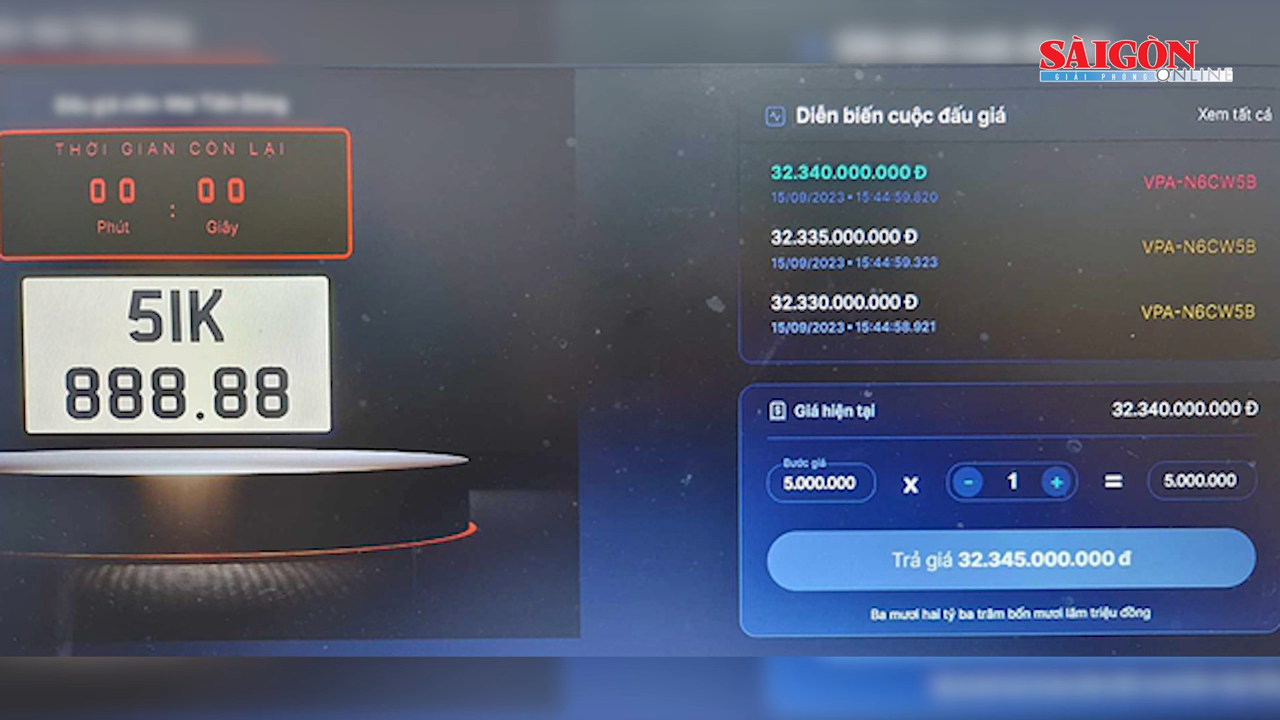 SÀIGÒN
GIẢI PHÓNG ONLINE
THỜI GIAN CÒN LẠI
00 : 00
Phút Giây
51K
888.88
Diễn biến cuộc đấu giá Xem tất cả
32.340.000.000 Đ VPA-N6CW5B
15/09/2023 • 15:44:59.820
32.335.000.000 Đ VPA-N6CW5B
15/09/2023 • 15:44:59.323
32.330.000.000 Đ VPA-N6CW5B
15/09/2023 • 15:44:58.921
Giá hiện tại 32.340.000.000 Đ
Bước giá
5.000.000 x - 1 + = 5.000.000
Trả giá 32.345.000.000 đ
Ba mươi hai tỷ ba trăm bốn mươi lăm triệu đồng